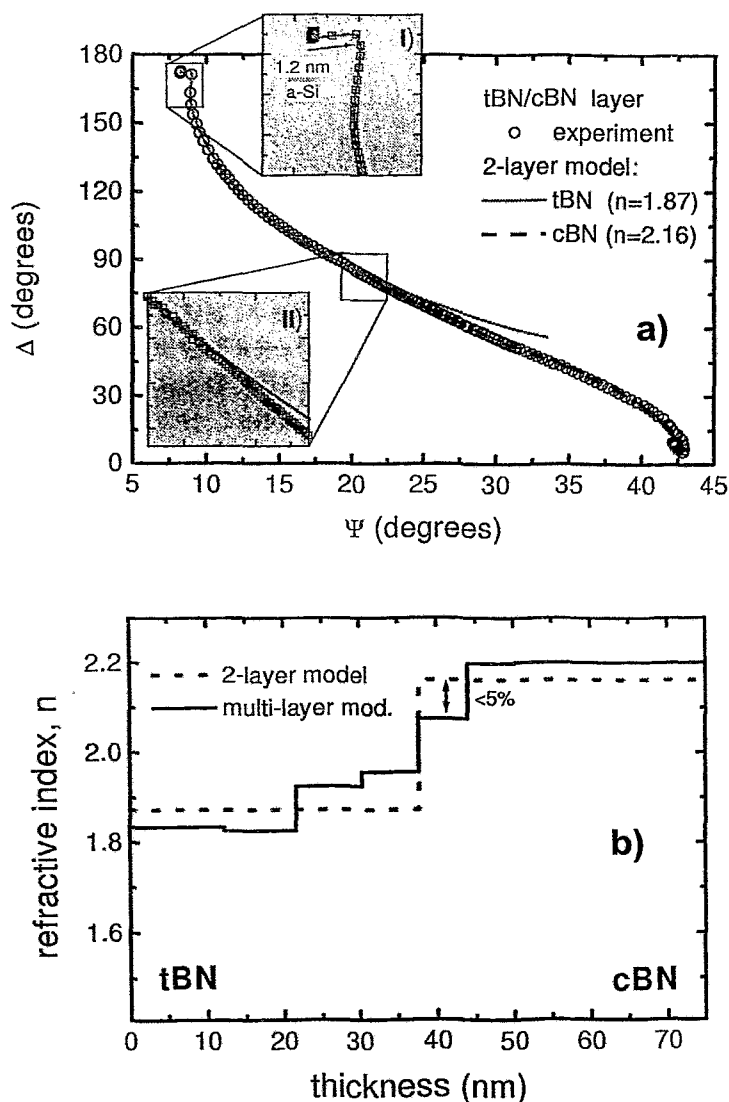 I)
1.2 nm
a-Si
tBN/cBN layer
experiment
2-layer model:
tBN (n=1.87)
cBN (n=2.16)
II)
a)
180
150
120
90
60
30
0
Δ (degrees)
5 10 15 20 25 30 35 40 45
Ψ (degrees)
2-layer model
multi-layer mod.
<5%
b)
tBN
cBN
2.2
2.0
1.8
1.6
refractive index, n
0 10 20 30 40 50 60 70
thickness (nm)